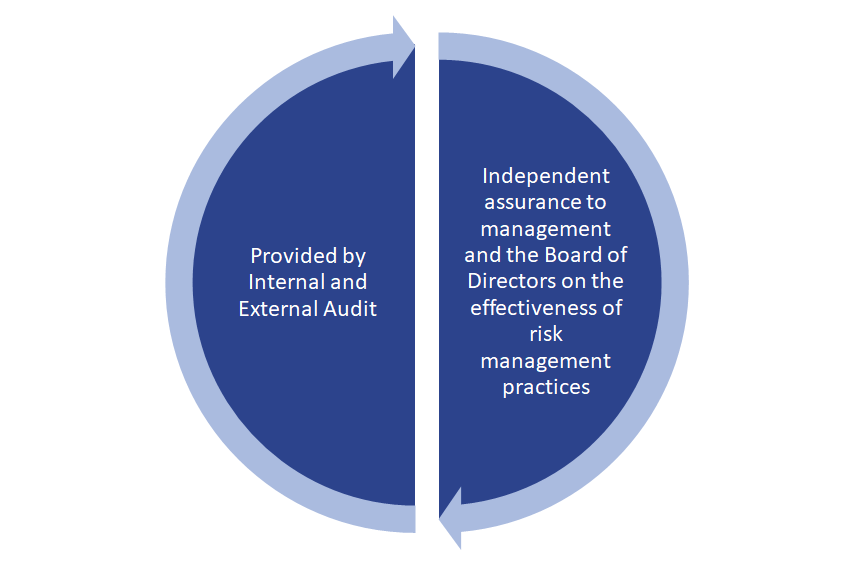 Provided by
Internal and
External Audit
Independent
assurance to
management
and the Board of
Directors on the
effectiveness of
risk
management
practices